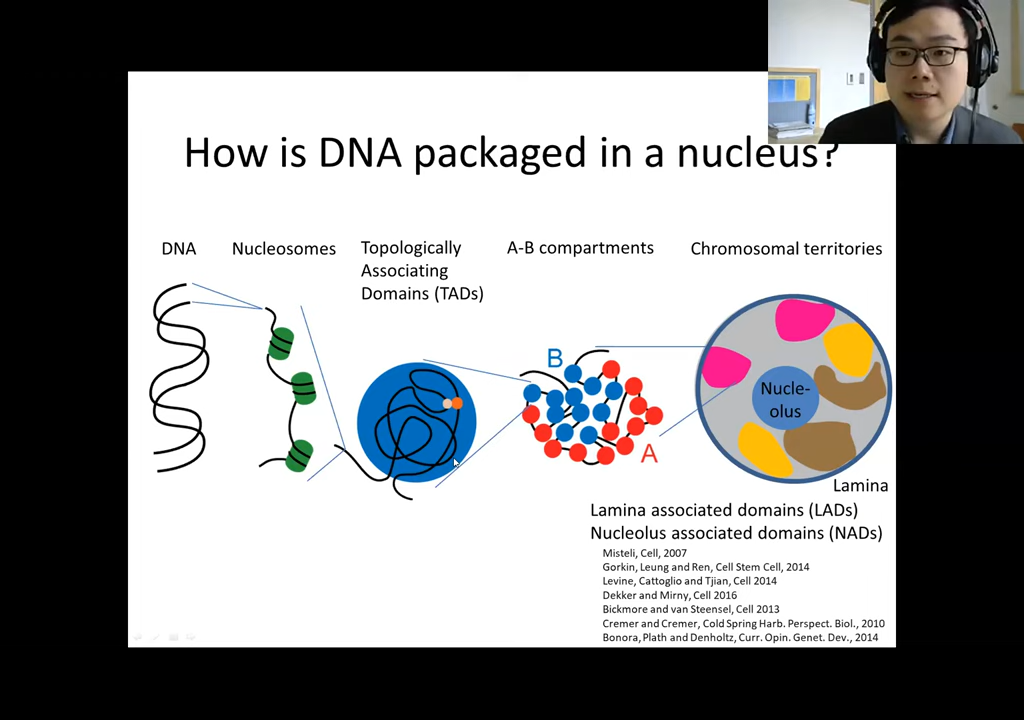 How is DNA packaged in a nucleus?
DNA
Nucleosomes
Topologically
Associating
Domains (TADs)
A-B compartments
Chromosomal territories
B
A
Nucle-
olus
Lamina
Lamina associated domains (LADs)
Nucleolus associated domains (NADs)
Misteli, Cell, 2007
Gorkin, Leung and Ren, Cell Stem Cell, 2014
Levine, Cattoglio and Tjian, Cell 2014
Dekker and Mirny, Cell 2016
Bickmore and van Steensel, Cell 2013
Cremer and Cremer, Cold Spring Harb. Perspect. Biol., 2010
Bonora, Plath and Denholtz, Curr. Opin. Genet. Dev., 2014